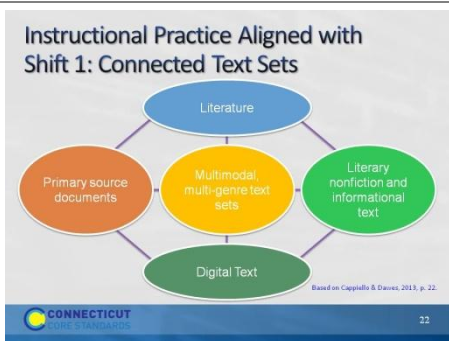 Instructional Practice Aligned with
Shift 1: Connected Text Sets
Literature
Primary source
documents
Multimodal,
multi-genre text
sets
Literary
nonfiction and
informational
text
Digital Text
Based on Cappiello & Dawes, 2013, p. 22.
CONNECTICUT
CORE STANDARDS
22